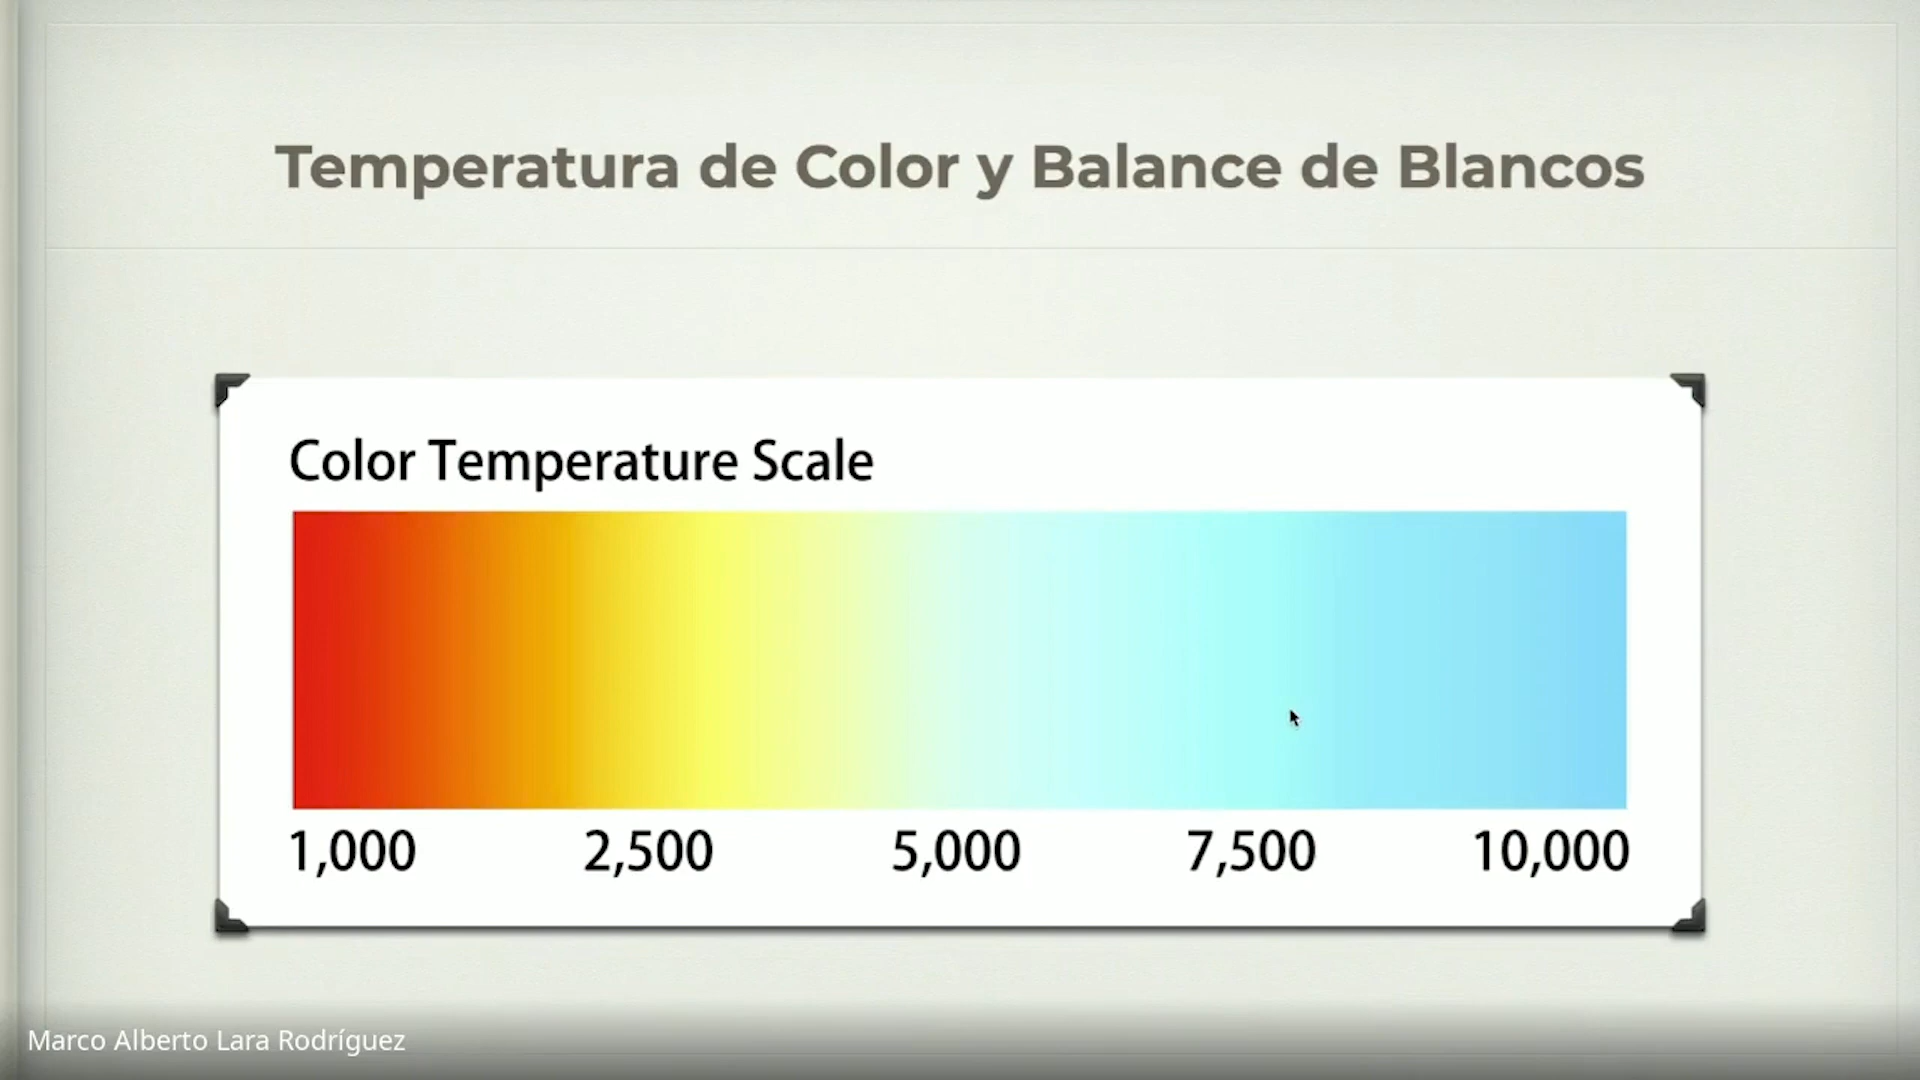 Temperatura de Color y Balance de Blancos
Color Temperature Scale
1,000 2,500 5,000 7,500 10,000
Marco Alberto Lara Rodríguez